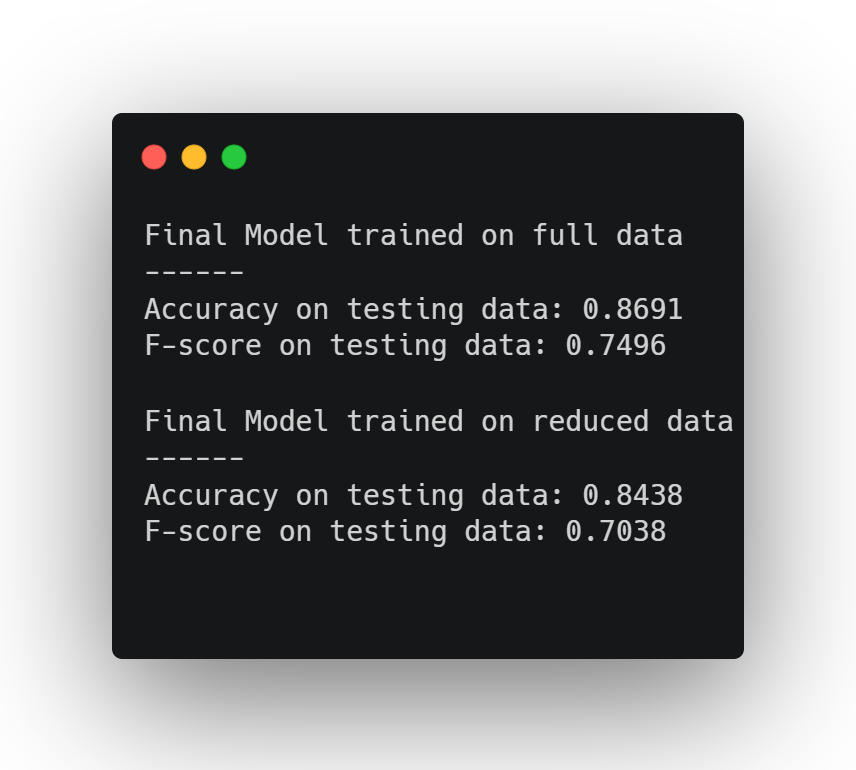 Final Model trained on full data
------
Accuracy on testing data: 0.8691
F-score on testing data: 0.7496
Final Model trained on reduced data
------
Accuracy on testing data: 0.8438
F-score on testing data: 0.7038